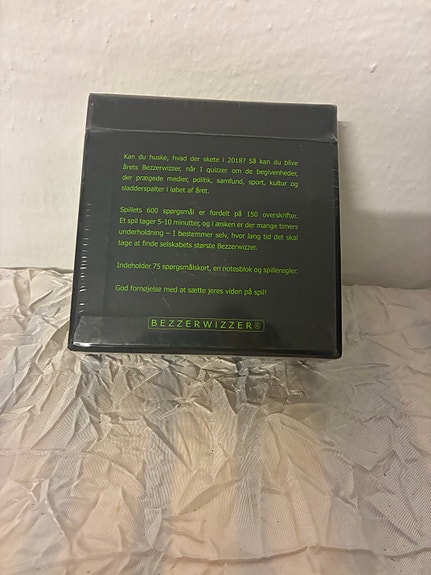 Kan du huske, hvad der skete i 2018? Så kan du blive
årets Bezzerwizzer, når I quizzer om de begivenheder,
der prægede medier, politik, samfund, sport, kultur og
sladderspalter i løbet af året.
Spillets 600 spørgsmål er fordelt på 150 overskrifter.
Et spil tager 5-10 minutter, og i æsken er der mange timers
underholdning – I bestemmer selv, hvor lang tid det skal
tage at finde selskabets største Bezzerwizzer.
Indeholder 75 spørgsmålskort, en notesblok og spilleregler.
God fornøjelse med at sætte jeres viden på spil!
BEZZERWIZZER®